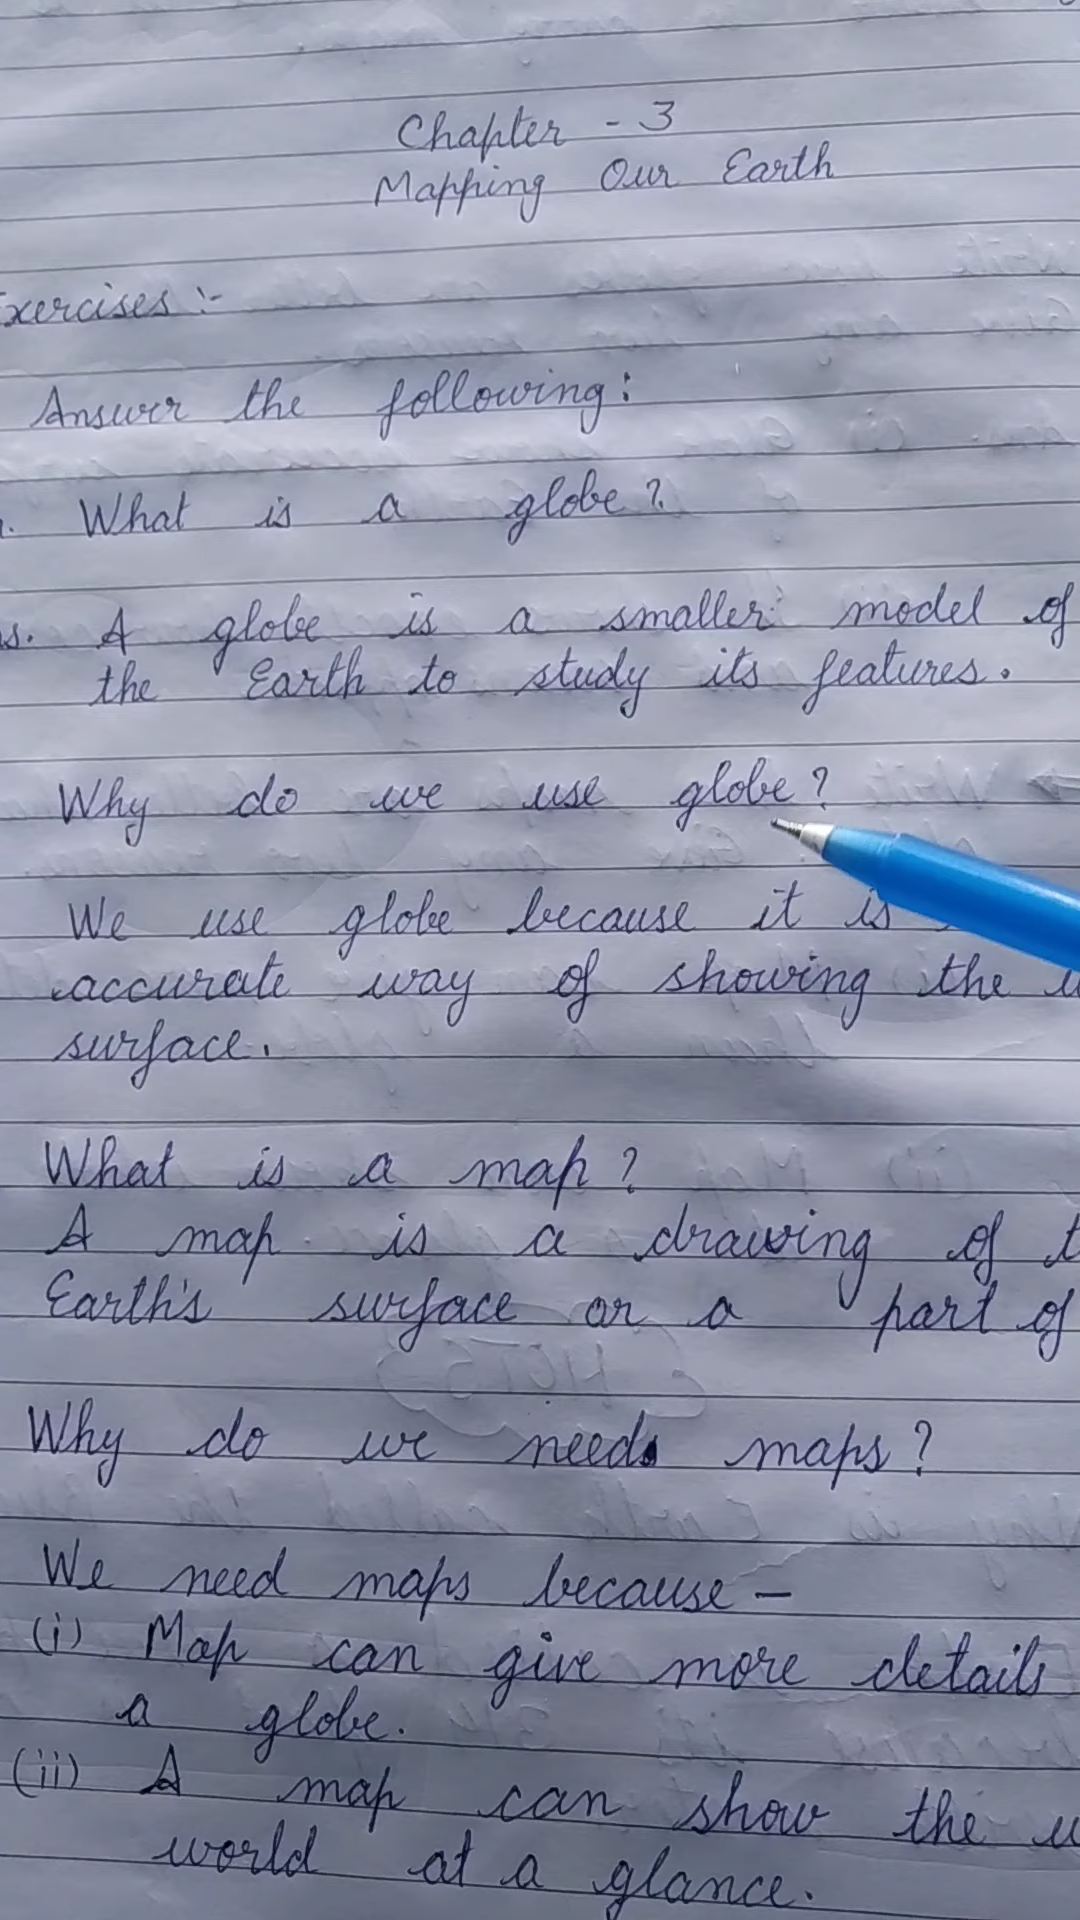 Chapter - 3
Mapping Our Earth
Exercises :-
Answer the following:
What is a globe?
A globe is a smaller model of
the Earth to study its features.
Why do we use globe?
We use globe because it is
accurate way of showing the
surface.
What is a map?
A map is a drawing of
Earth's surface or a part of
Why do we need maps?
We need maps because -
(i) Map can give more details
a globe.
(ii) A map can show the
world at a glance.